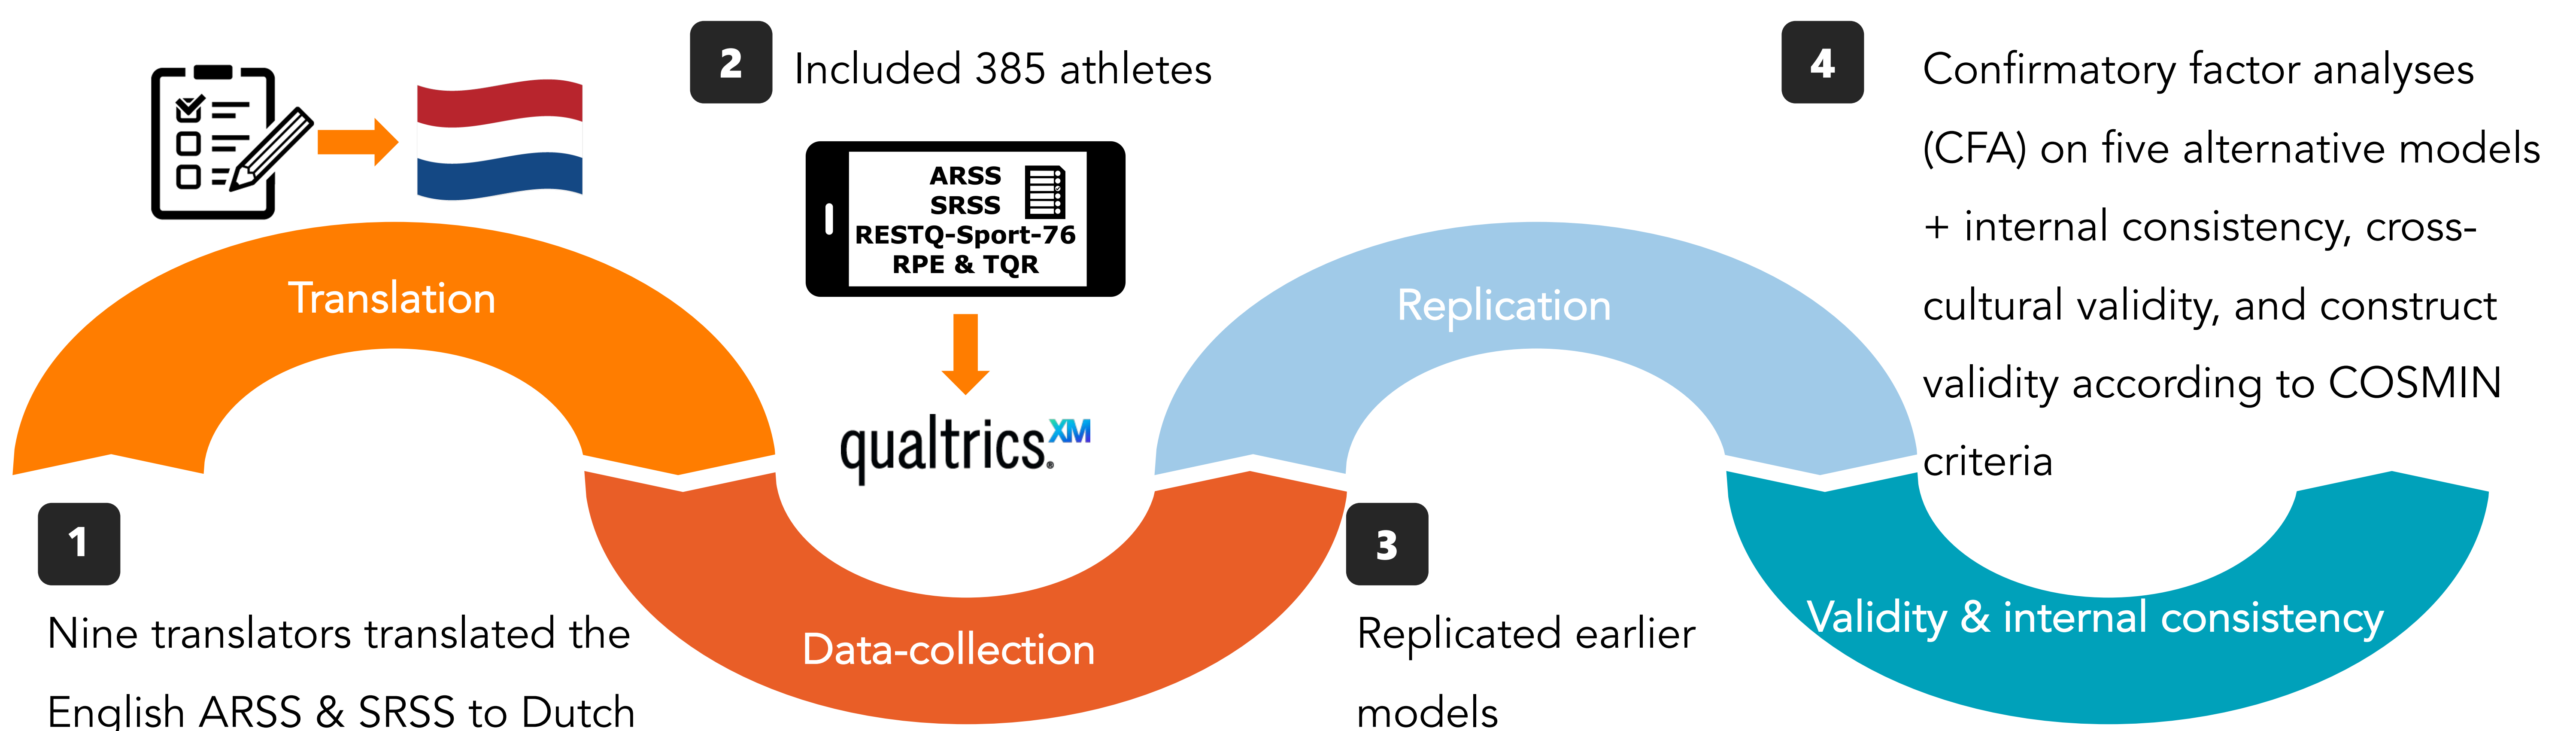 Translation
1
Nine translators translated the
English ARSS & SRSS to Dutch
2
Included 385 athletes
ARSS
SRSS
RESTQ-Sport-76
RPE & TQR
qualtrics.XM
Data-collection
Replication
3
Replicated earlier
models
4
Confirmatory factor analyses
(CFA) on five alternative models
+ internal consistency, cross-
cultural validity, and construct
validity according to COSMIN
criteria
Validity & internal consistency